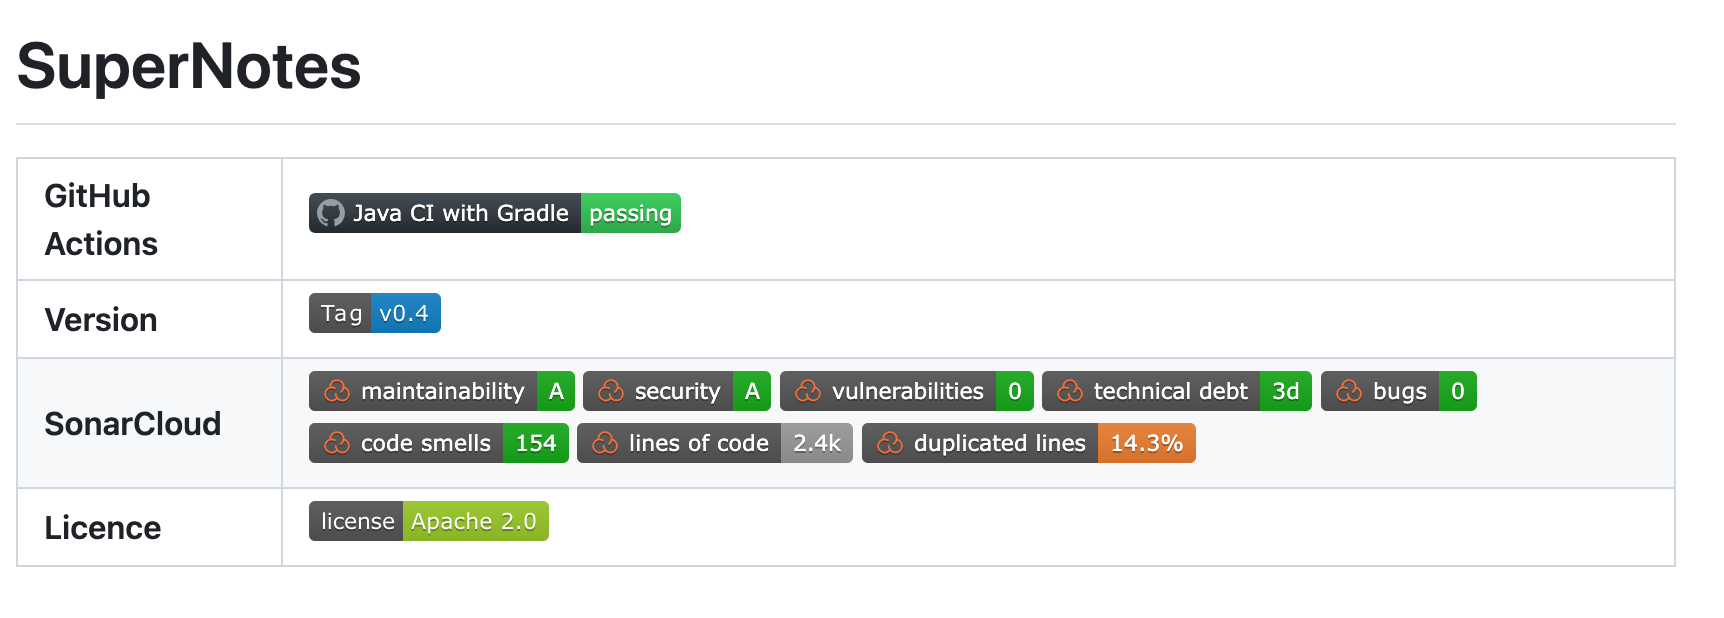 SuperNotes
GitHub
Actions
Java CI with Gradle passing
Version
Tag v0.4
SonarCloud
maintainability A security A vulnerabilities 0 technical debt 3d bugs 0
code smells 154 lines of code 2.4k duplicated lines 14.3%
Licence
license Apache 2.0